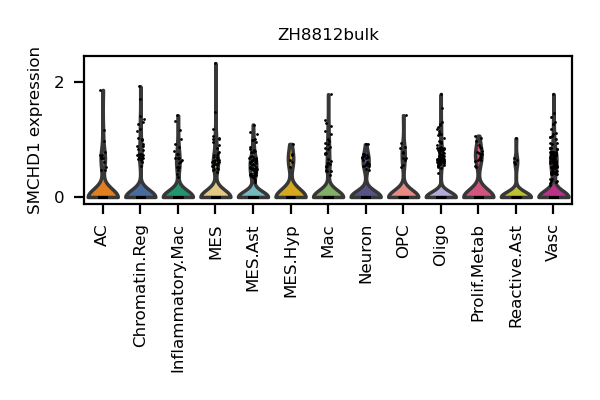 ZH8812bulk
SMCHD1 expression
2
0
AC
Chromatin.Reg
Inflammatory.Mac
MES
MES.Ast
MES.Hyp
Mac
Neuron
OPC
Oligo
Prolif.Metab
Reactive.Ast
Vasc